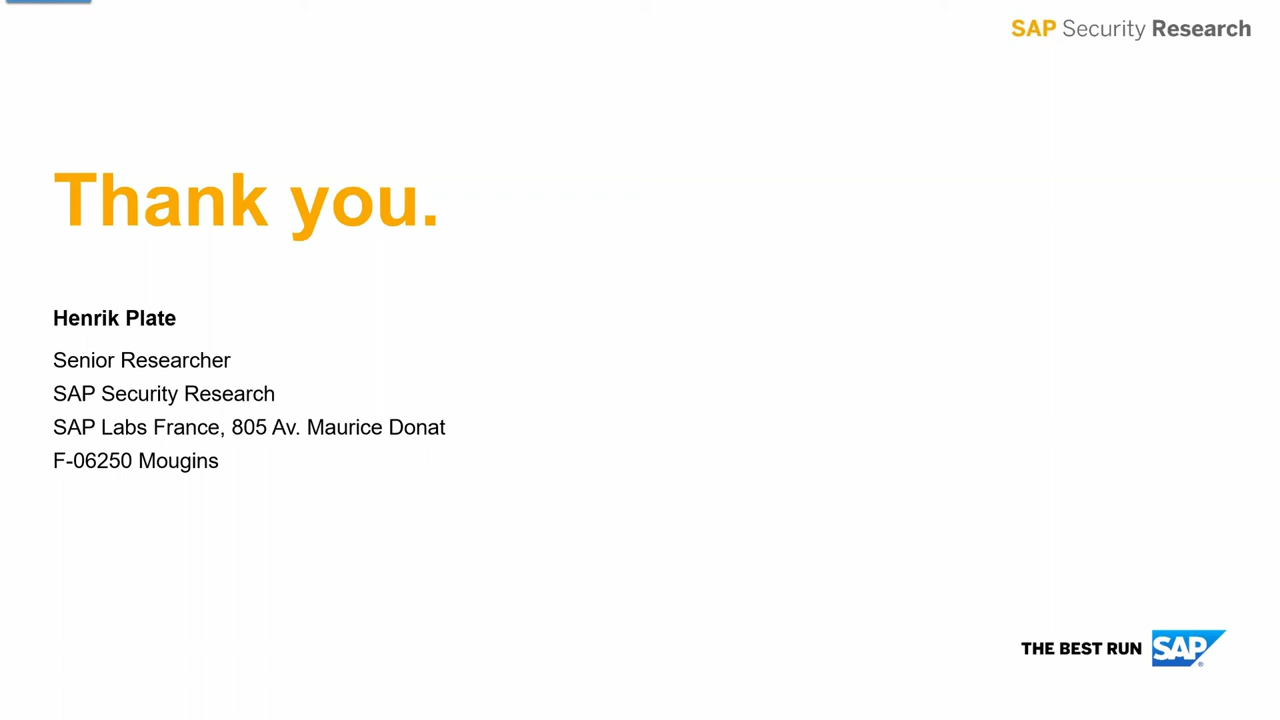 SAP Security Research
Thank you.
Henrik Plate
Senior Researcher
SAP Security Research
SAP Labs France, 805 Av. Maurice Donat
F-06250 Mougins
THE BEST RUN SAP®